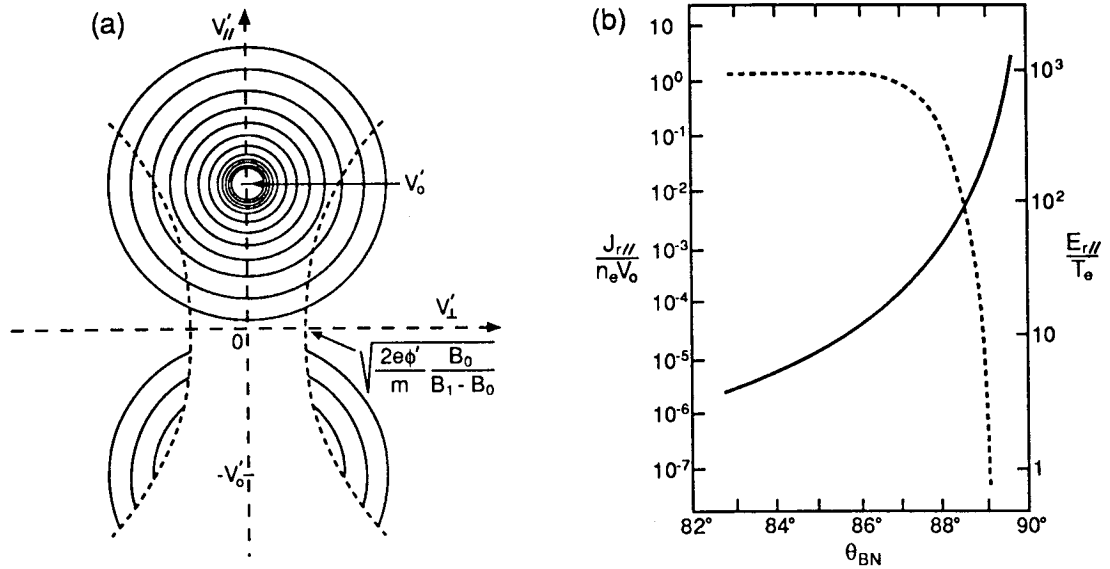 (a)
V'//
V'o
V'⊥
0
√(2eφ'/m B0/(B1 - B0))
-V'o
(b)
10
10⁰
10⁻¹
10⁻²
10⁻³
10⁻⁴
10⁻⁵
10⁻⁶
10⁻⁷
Jr// / neVo
10³
10²
10
1
Er// / Te
82° 84° 86° 88° 90°
θBN